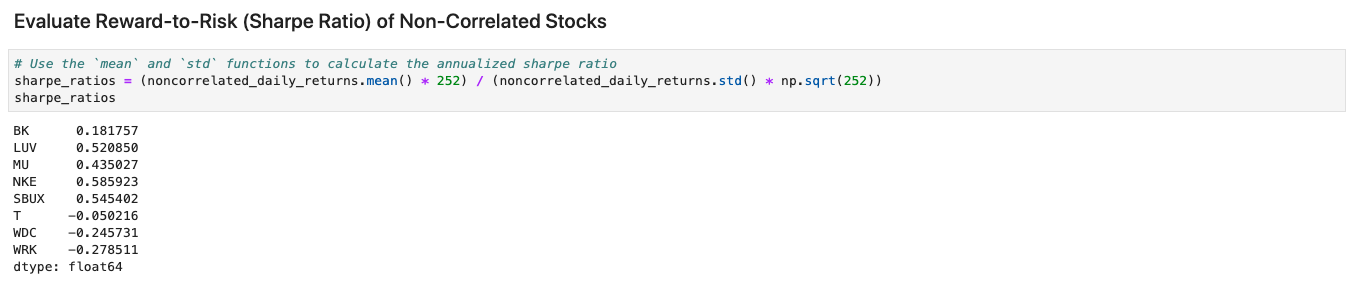 Evaluate Reward-to-Risk (Sharpe Ratio) of Non-Correlated Stocks
# Use the `mean` and `std` functions to calculate the annualized sharpe ratio
sharpe_ratios = (noncorrelated_daily_returns.mean() * 252) / (noncorrelated_daily_returns.std() * np.sqrt(252))
sharpe_ratios
BK      0.181757
LUV     0.520850
MU      0.435027
NKE     0.585923
SBUX    0.545402
T      -0.050216
WDC    -0.245731
WRK    -0.278511
dtype: float64